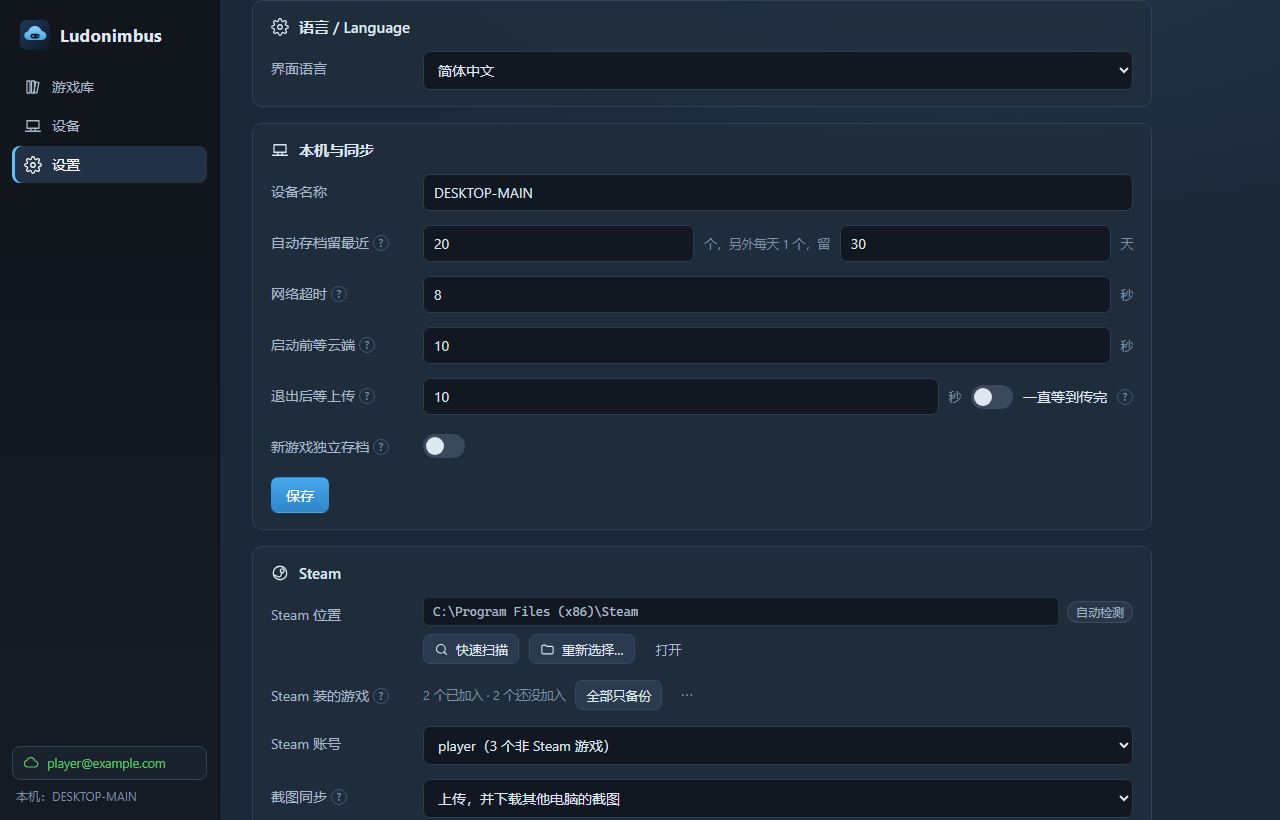 Ludonimbus
游戏库
设备
设置
player@example.com
本机：DESKTOP-MAIN
语言 / Language
界面语言
简体中文
本机与同步
设备名称
DESKTOP-MAIN
自动存档留最近 ? 20 个，另外每天 1 个，留 30 天
网络超时 ? 8 秒
启动前等云端 ? 10 秒
退出后等上传 ? 10 秒 一直等到传完 ?
新游戏独立存档 ?
保存
Steam
Steam 位置 C:\Program Files (x86)\Steam 自动检测
快速扫描 重新选择... 打开
Steam 装的游戏 ? 2 个已加入 · 2 个还没加入 全部只备份 ...
Steam 账号 player（3 个非 Steam 游戏）
截图同步 ? 上传，并下载其他电脑的截图